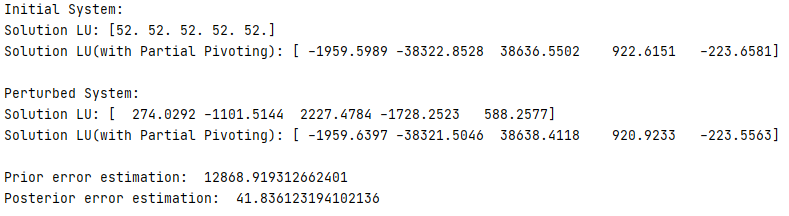 Initial System:
Solution LU: [52. 52. 52. 52. 52.]
Solution LU(with Partial Pivoting): [ -1959.5989 -38322.8528  38636.5502    922.6151   -223.6581]

Perturbed System:
Solution LU: [  274.0292 -1101.5144  2227.4784 -1728.2523   588.2577]
Solution LU(with Partial Pivoting): [ -1959.6397 -38321.5046  38638.4118    920.9233   -223.5563]

Prior error estimation:  12868.919312662401
Posterior error estimation:  41.836123194102136